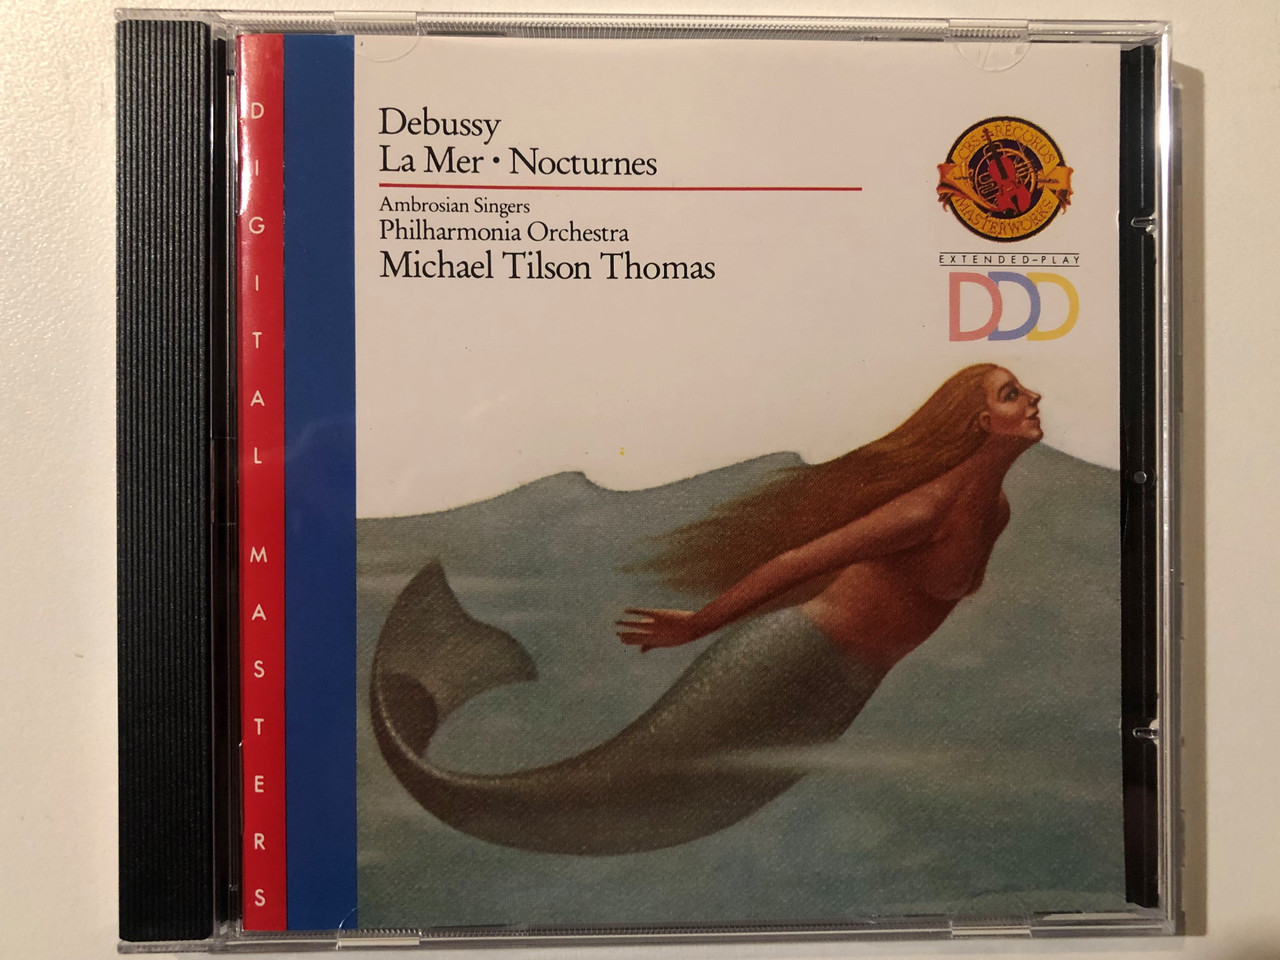 DIGITAL MASTERS
Debussy
La Mer • Nocturnes
Ambrosian Singers
Philharmonia Orchestra
Michael Tilson Thomas
CBS RECORDS
MASTERWORKS
EXTENDED-PLAY
DDD